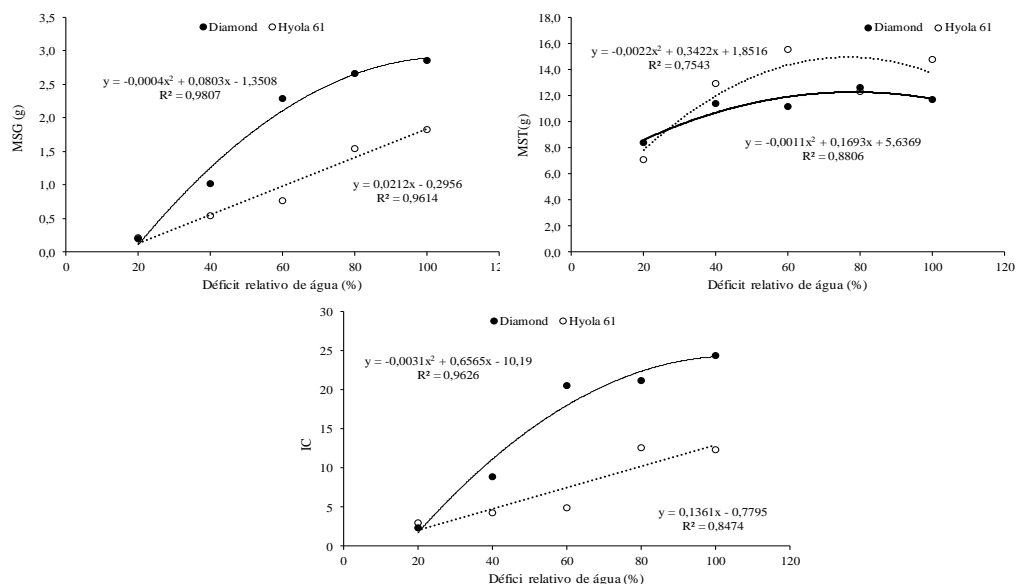 Diamond Hyola 61
y = -0,0004x² + 0,0803x - 1,3508
R² = 0,9807
y = 0,0212x - 0,2956
R² = 0,9614
MSG (g)
3,5
3,0
2,5
2,0
1,5
1,0
0,5
0,0
0 20 40 60 80 100 12
Déficit relativo de água (%)
Diamond Hyola 61
y = -0,0022x² + 0,3422x + 1,8516
R² = 0,7543
y = -0,0011x² + 0,1693x + 5,6369
R² = 0,8806
MST(g)
18,0
16,0
14,0
12,0
10,0
8,0
6,0
4,0
2,0
0,0
0 20 40 60 80 100 120
Déficit relativo de água (%)
Diamond Hyola 61
y = -0,0031x² + 0,6565x - 10,19
R² = 0,9626
y = 0,1361x - 0,7795
R² = 0,8474
IC
30
25
20
15
10
5
0
0 20 40 60 80 100 120
Déficit relativo de água (%)